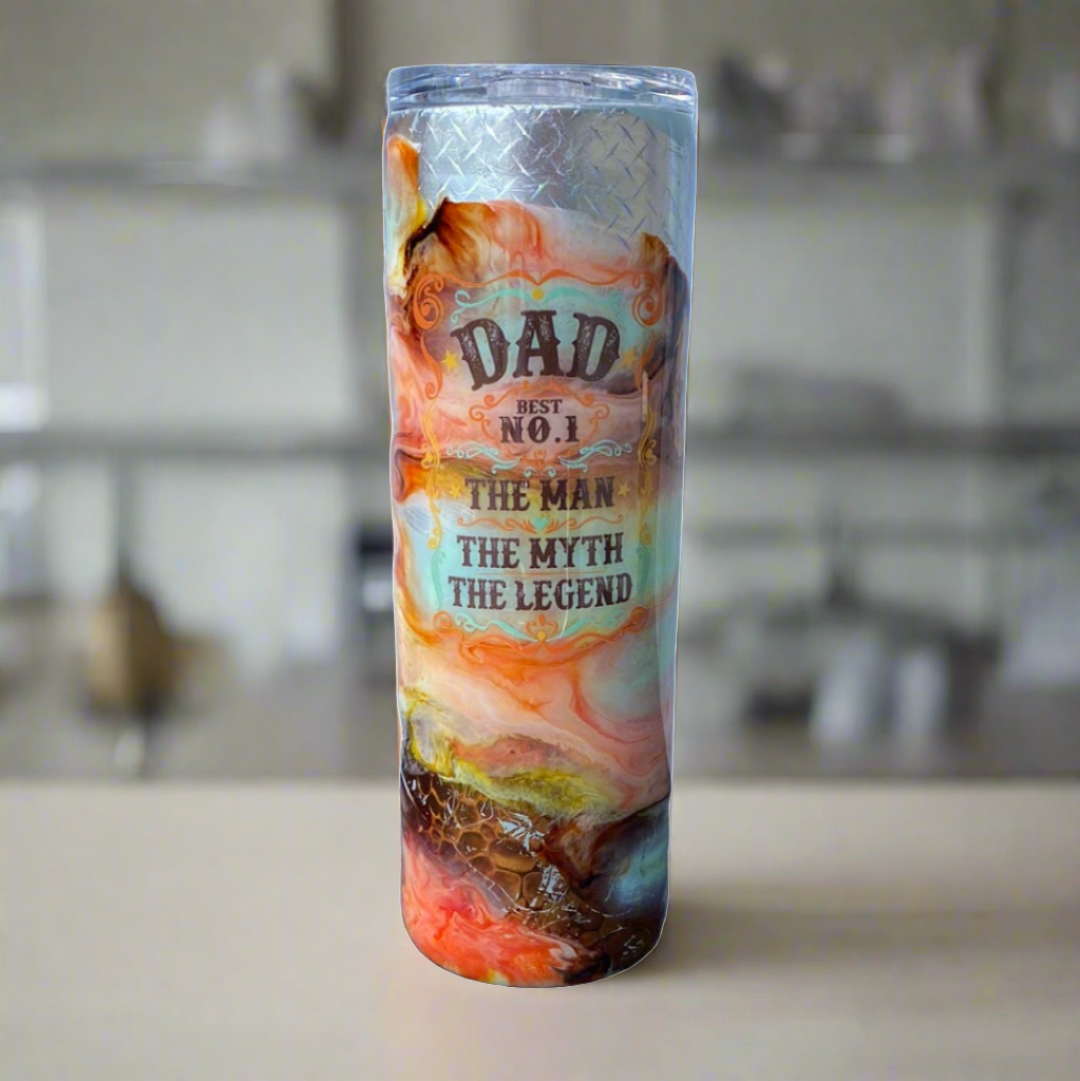 DAD
BEST
NO.1
THE MAN
THE MYTH
THE LEGEND